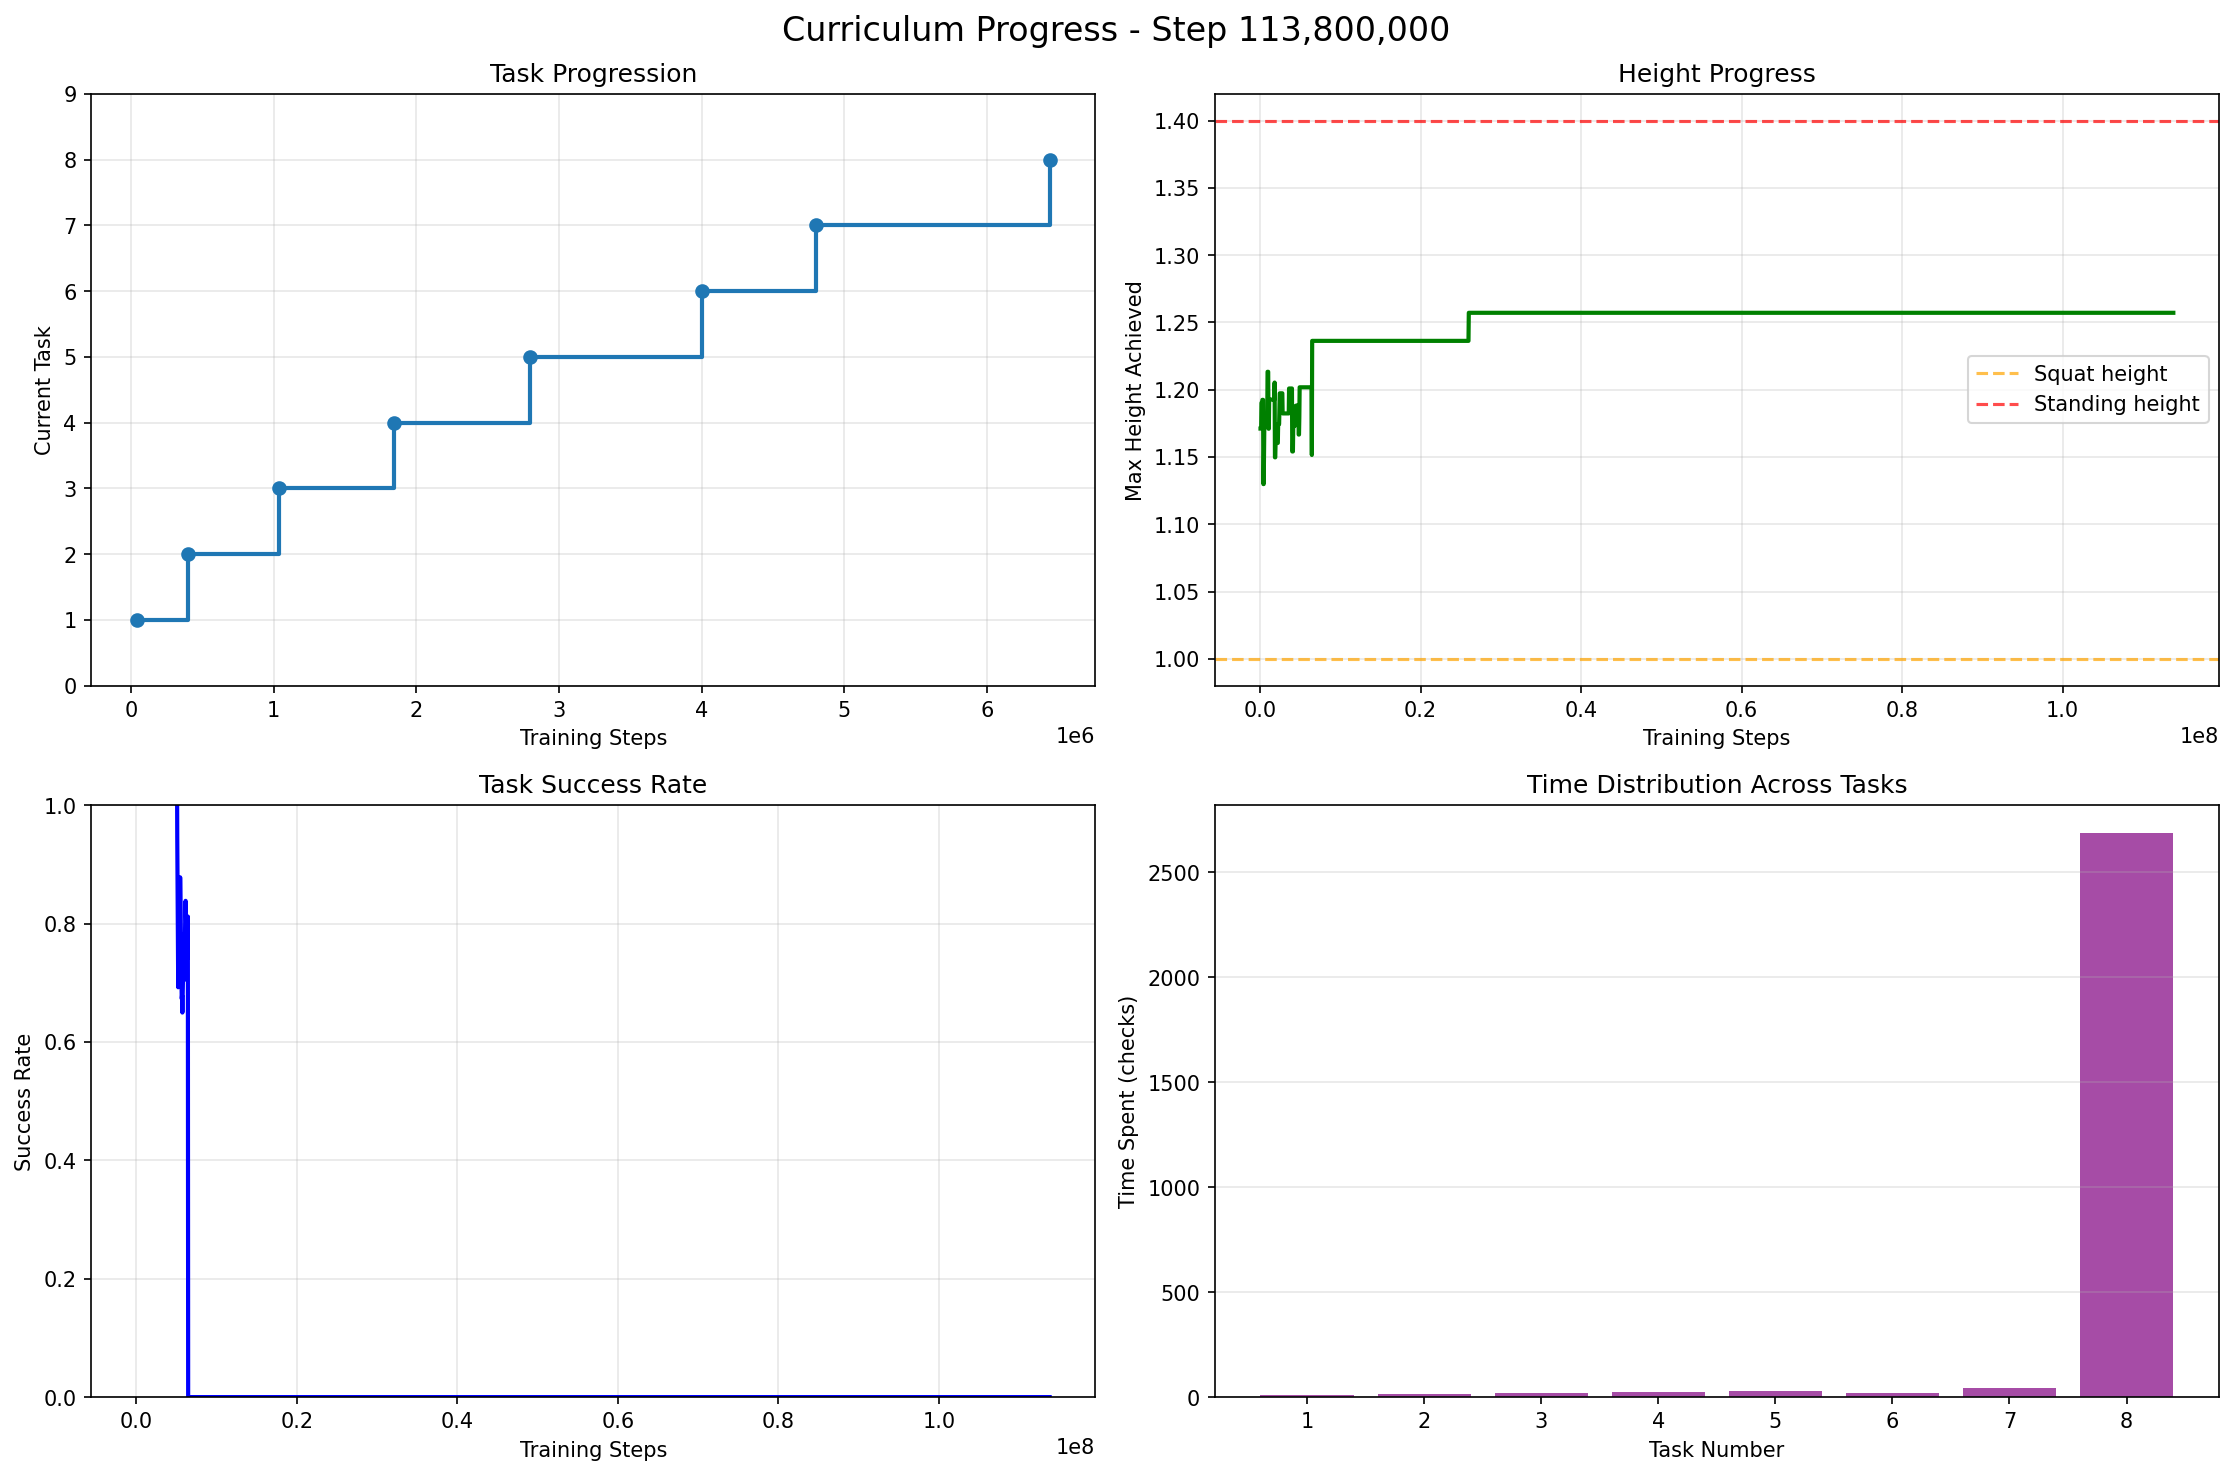 Curriculum Progress - Step 113,800,000
Task Progression
Current Task
9
8
7
6
5
4
3
2
1
0
0 1 2 3 4 5 6
1e6
Training Steps
Height Progress
Max Height Achieved
1.40
1.35
1.30
1.25
1.20
1.15
1.10
1.05
1.00
Squat height
Standing height
0.0 0.2 0.4 0.6 0.8 1.0
1e8
Training Steps
Task Success Rate
Success Rate
1.0
0.8
0.6
0.4
0.2
0.0
0.0 0.2 0.4 0.6 0.8 1.0
1e8
Training Steps
Time Distribution Across Tasks
Time Spent (checks)
2500
2000
1500
1000
500
0
1 2 3 4 5 6 7 8
Task Number